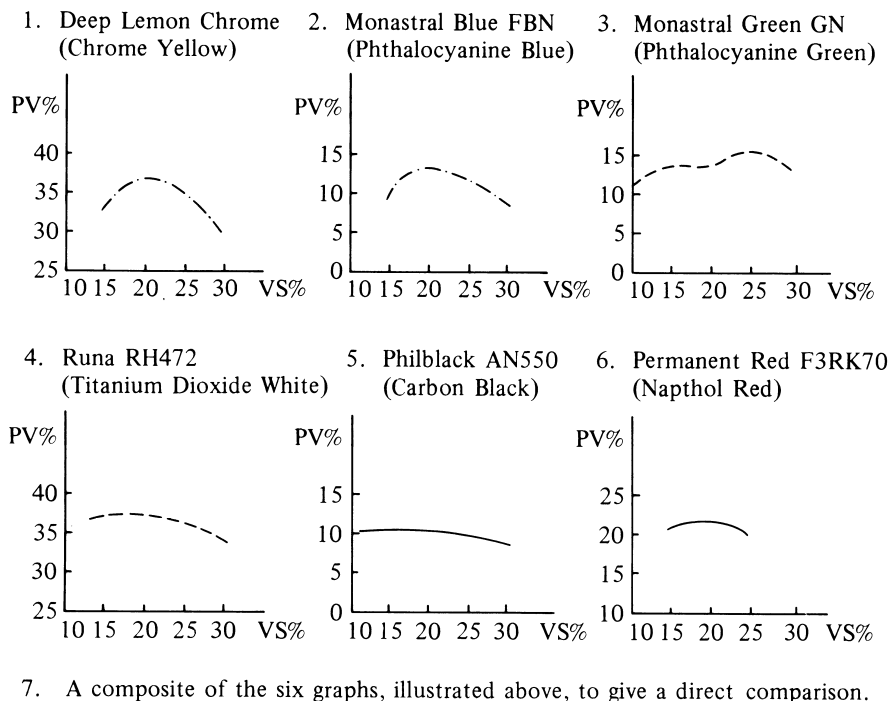 1. Deep Lemon Chrome
(Chrome Yellow)
PV%
40
35
30
25
10 15 20 25 30 VS%
2. Monastral Blue FBN
(Phthalocyanine Blue)
PV%
15
10
5
0
10 15 20 25 30 VS%
3. Monastral Green GN
(Phthalocyanine Green)
PV%
15
10
5
0
10 15 20 25 30 VS%
4. Runa RH472
(Titanium Dioxide White)
PV%
40
35
30
25
10 15 20 25 30 VS%
5. Philblack AN550
(Carbon Black)
PV%
15
10
5
0
10 15 20 25 30 VS%
6. Permanent Red F3RK70
(Napthol Red)
PV%
25
20
15
10
10 15 20 25 30 VS%
7. A composite of the six graphs, illustrated above, to give a direct comparison.